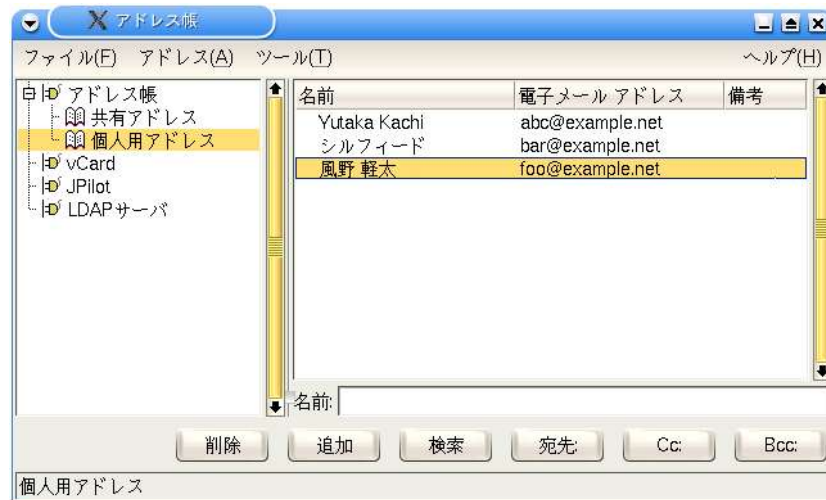 アドレス帳
ファイル(F) アドレス(A) ツール(T) ヘルプ(H)
アドレス帳
共有アドレス
個人用アドレス
vCard
JPilot
LDAPサーバ
名前 電子メール アドレス 備考
Yutaka Kachi abc@example.net
シルフィード bar@example.net
風野 軽太 foo@example.net
名前:
削除 追加 検索 宛先: Cc: Bcc:
個人用アドレス